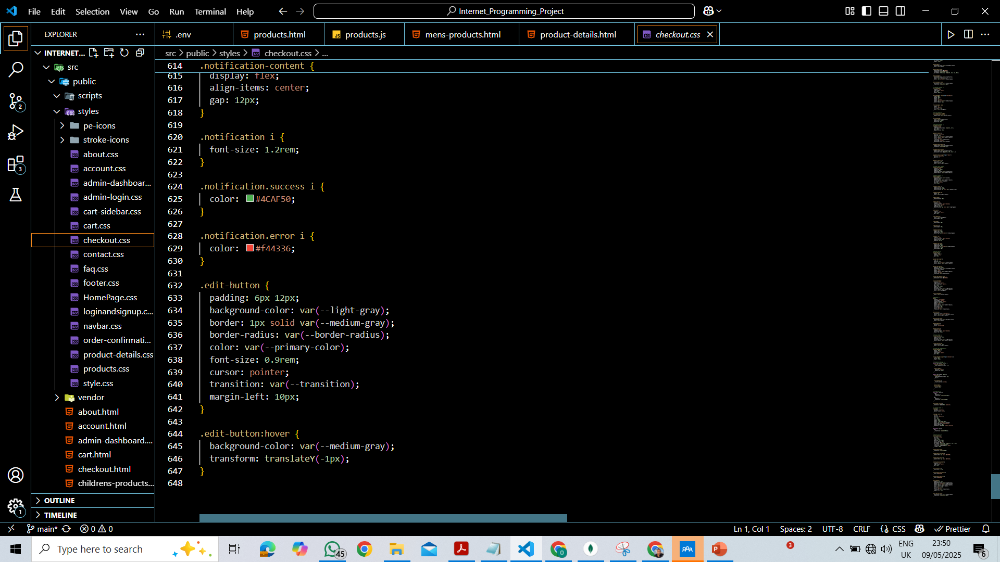 File Edit Selection View Go Run Terminal Help
Internet_Programming_Project
EXPLORER
.env
products.html
products.js
mens-products.html
product-details.html
checkout.css
INTERNET...
src > public > styles > checkout.css > ...
src
public
scripts
styles
pe-icons
stroke-icons
about.css
account.css
admin-dashboar...
admin-login.css
cart-sidebar.css
cart.css
checkout.css
contact.css
faq.css
footer.css
HomePage.css
loginandsignup.c...
navbar.css
order-confirmati...
product-details.css
products.css
style.css
vendor
about.html
account.html
admin-dashboard....
cart.html
checkout.html
childrens-products...
OUTLINE
TIMELINE
2
3
1
614 .notification-content {
615 display: flex;
616 align-items: center;
617 gap: 12px;
618 }
619
620 .notification i {
621 font-size: 1.2rem;
622 }
623
624 .notification.success i {
625 color: #4CAF50;
626 }
627
628 .notification.error i {
629 color: #f44336;
630 }
631
632 .edit-button {
633 padding: 6px 12px;
634 background-color: var(--light-gray);
635 border: 1px solid var(--medium-gray);
636 border-radius: var(--border-radius);
637 color: var(--primary-color);
638 font-size: 0.9rem;
639 cursor: pointer;
640 transition: var(--transition);
641 margin-left: 10px;
642 }
643
644 .edit-button:hover {
645 background-color: var(--medium-gray);
646 transform: translateY(-1px);
647 }
648
main* 0 0
Ln 1, Col 1 Spaces: 2 UTF-8 CRLF CSS Prettier
Type here to search
45
3
ENG
UK
23:50
09/05/2025
6